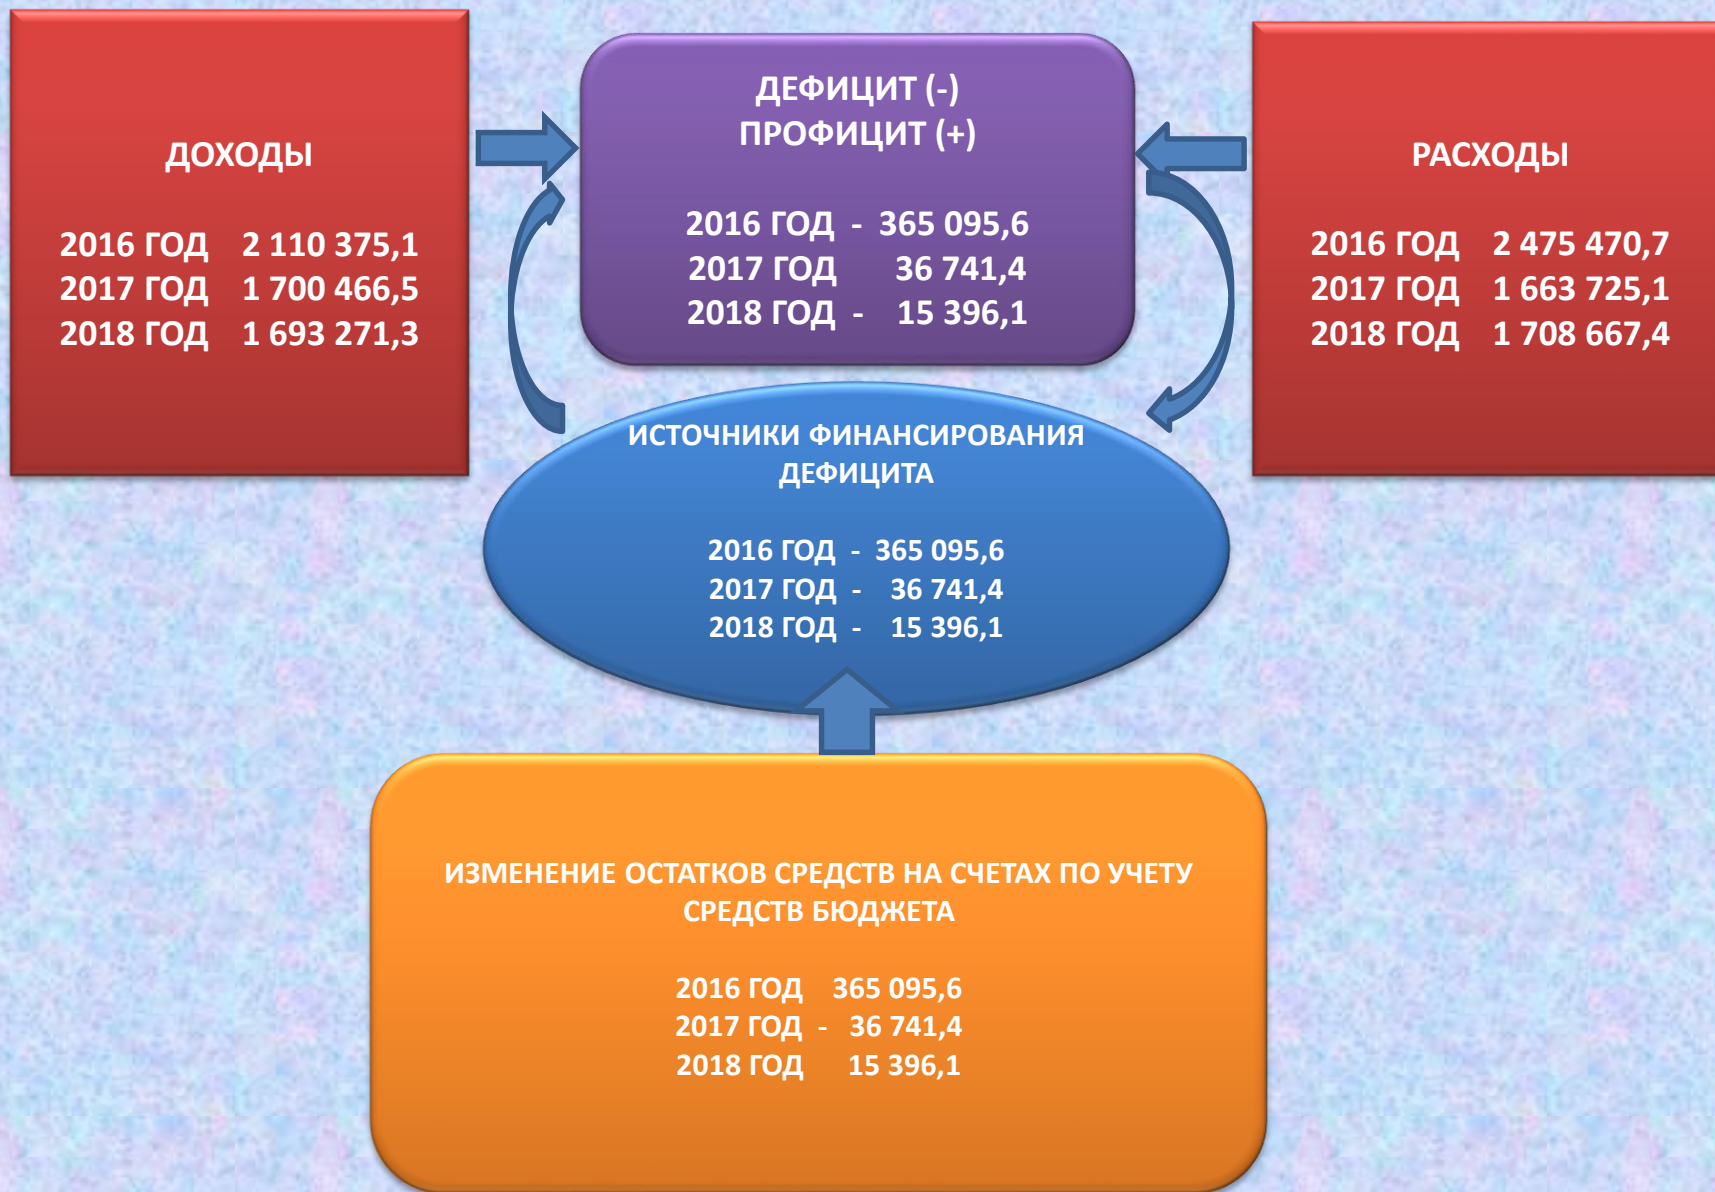 ДОХОДЫ
2016 ГОД 2 110 375,1
2017 ГОД 1 700 466,5
2018 ГОД 1 693 271,3
ДЕФИЦИТ (-)
ПРОФИЦИТ (+)
2016 ГОД - 365 095,6
2017 ГОД 36 741,4
2018 ГОД - 15 396,1
РАСХОДЫ
2016 ГОД 2 475 470,7
2017 ГОД 1 663 725,1
2018 ГОД 1 708 667,4
ИСТОЧНИКИ ФИНАНСИРОВАНИЯ
ДЕФИЦИТА
2016 ГОД - 365 095,6
2017 ГОД - 36 741,4
2018 ГОД - 15 396,1
ИЗМЕНЕНИЕ ОСТАТКОВ СРЕДСТВ НА СЧЕТАХ ПО УЧЕТУ
СРЕДСТВ БЮДЖЕТА
2016 ГОД 365 095,6
2017 ГОД - 36 741,4
2018 ГОД 15 396,1